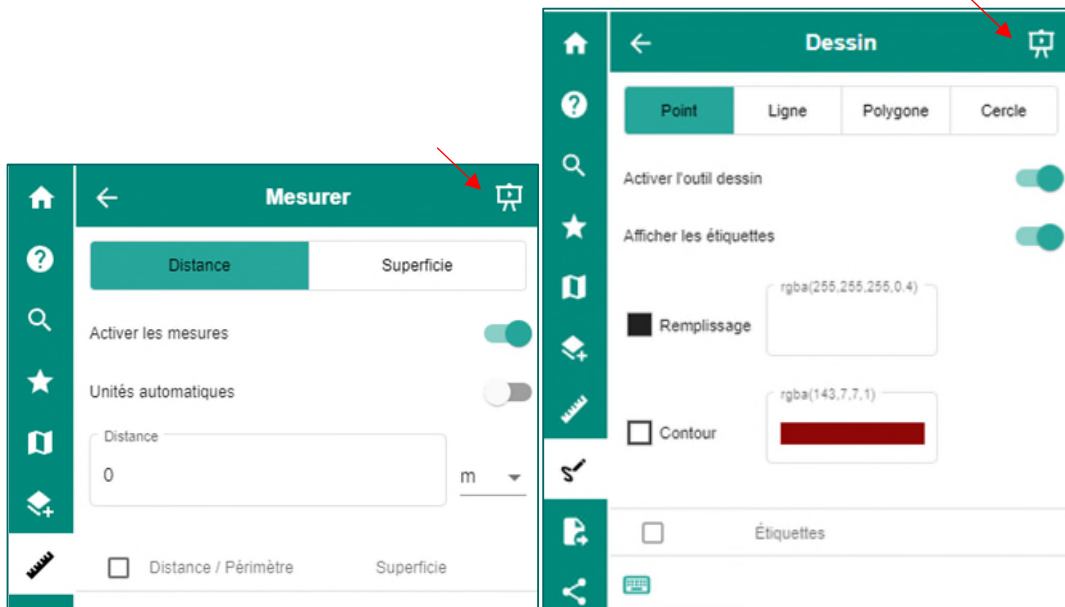 Mesurer
Distance Superficie
Activer les mesures
Unités automatiques
Distance
0 m
Distance / Périmètre Superficie
Dessin
Point Ligne Polygone Cercle
Activer l'outil dessin
Afficher les étiquettes
rgba(255,255,255,0.4)
Remplissage
rgba(143,7,7,1)
Contour
Étiquettes